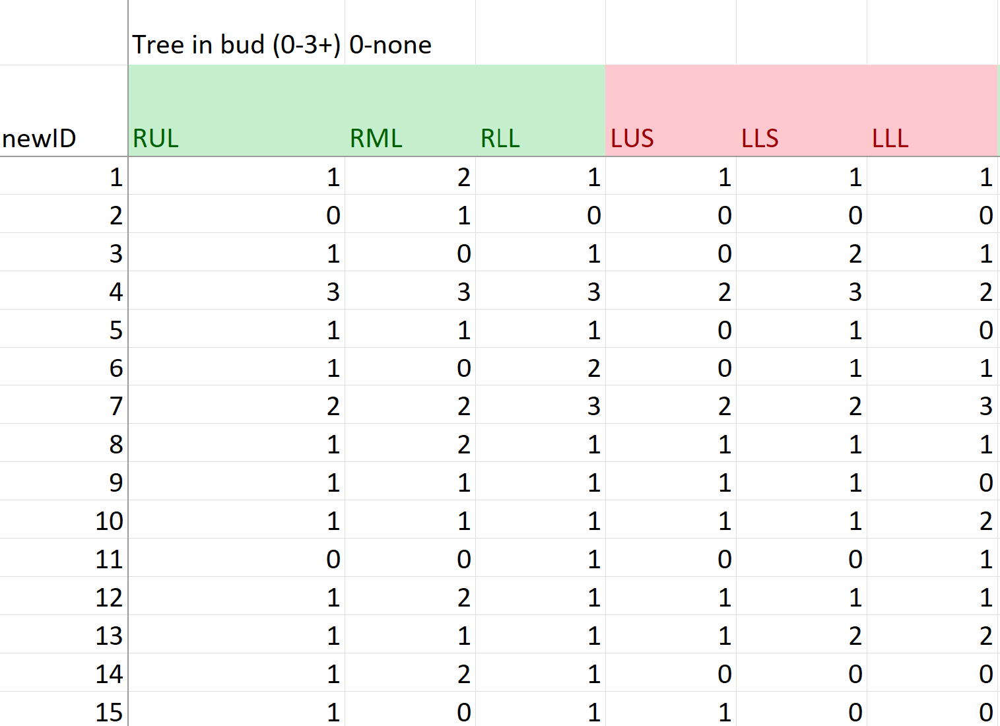 Tree in bud (0-3+) 0-none
newID RUL RML RLL LUS LLS LLL
1 1 2 1 1 1 1
2 0 1 0 0 0 0
3 1 0 1 0 2 1
4 3 3 3 2 3 2
5 1 1 1 0 1 0
6 1 0 2 0 1 1
7 2 2 3 2 2 3
8 1 2 1 1 1 1
9 1 1 1 1 1 0
10 1 1 1 1 1 2
11 0 0 1 0 0 1
12 1 2 1 1 1 1
13 1 1 1 1 2 2
14 1 2 1 0 0 0
15 1 0 1 1 0 0